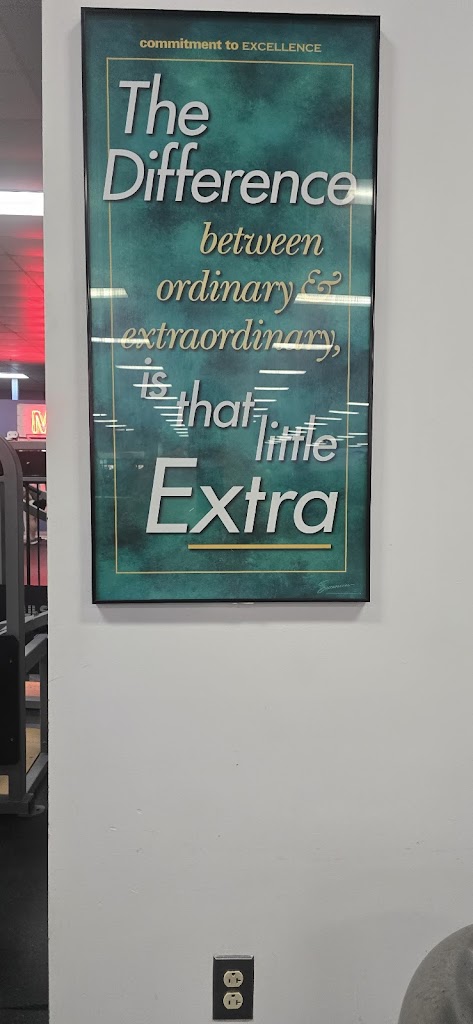 commitment to EXCELLENCE
The
Difference
between
ordinary &
extraordinary,
is
that
little
Extra
M